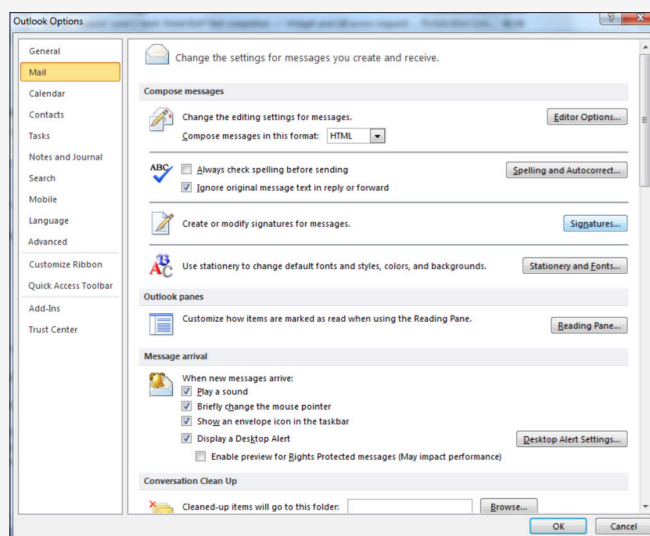 Outlook Options
General
Mail
Calendar
Contacts
Tasks
Notes and Journal
Search
Mobile
Language
Advanced
Customize Ribbon
Quick Access Toolbar
Add-Ins
Trust Center
Change the settings for messages you create and receive.
Compose messages
Change the editing settings for messages.
Editor Options...
Compose messages in this format: HTML
ABC
Always check spelling before sending
Spelling and Autocorrect...
Ignore original message text in reply or forward
Create or modify signatures for messages.
Signatures...
Use stationery to change default fonts and styles, colors, and backgrounds.
Stationery and Fonts...
Outlook panes
Customize how items are marked as read when using the Reading Pane.
Reading Pane...
Message arrival
When new messages arrive:
Play a sound
Briefly change the mouse pointer
Show an envelope icon in the taskbar
Display a Desktop Alert
Desktop Alert Settings...
Enable preview for Rights Protected messages (May impact performance)
Conversation Clean Up
Cleaned-up items will go to this folder:
Browse...
OK
Cancel